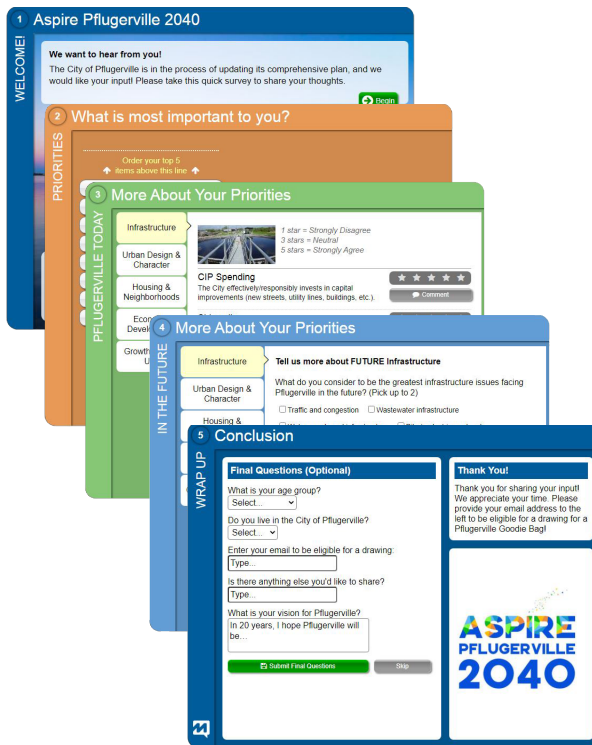 1 Aspire Pflugerville 2040
WELCOME!
We want to hear from you!
The City of Pflugerville is in the process of updating its comprehensive plan, and we
would like your input! Please take this quick survey to share your thoughts.
Begin
2 What is most important to you?
PRIORITIES
Order your top 5
items above this line
3 More About Your Priorities
PFLUGERVILLE TODAY
Infrastructure
1 star = Strongly Disagree
3 stars = Neutral
5 stars = Strongly Agree
Urban Design &
Character
CIP Spending
The City effectively/responsibly invests in capital
improvements (new streets, utility lines, buildings, etc.).
Comment
Housing &
Neighborhoods
4 More About Your Priorities
IN THE FUTURE
Infrastructure
Tell us more about FUTURE Infrastructure
What do you consider to be the greatest infrastructure issues facing
Pflugerville in the future? (Pick up to 2)
Traffic and congestion Wastewater infrastructure
Urban Design &
Character
Housing &
5 Conclusion
WRAP UP
Final Questions (Optional)
What is your age group?
Select...
Do you live in the City of Pflugerville?
Select...
Enter your email to be eligible for a drawing:
Type...
Is there anything else you'd like to share?
Type...
What is your vision for Pflugerville?
In 20 years, I hope Pflugerville will
be...
Submit Final Questions
Skip
Thank You!
Thank you for sharing your input!
We appreciate your time. Please
provide your email address to the
left to be eligible for a drawing for a
Pflugerville Goodie Bag!
ASPIRE
PFLUGERVILLE
2040